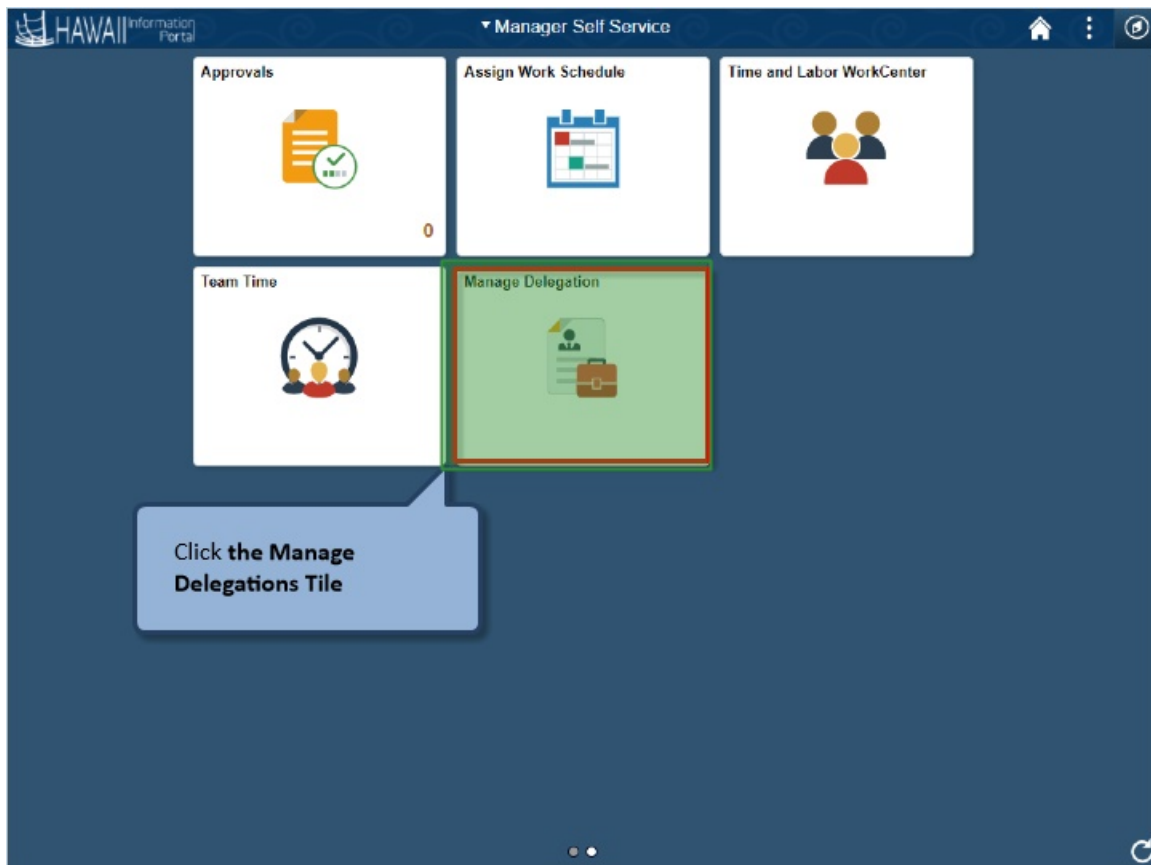 HAWAII Information
Portal
Manager Self Service
Approvals
Assign Work Schedule
Time and Labor WorkCenter
0
Team Time
Manage Delegation
Click the Manage
Delegations Tile